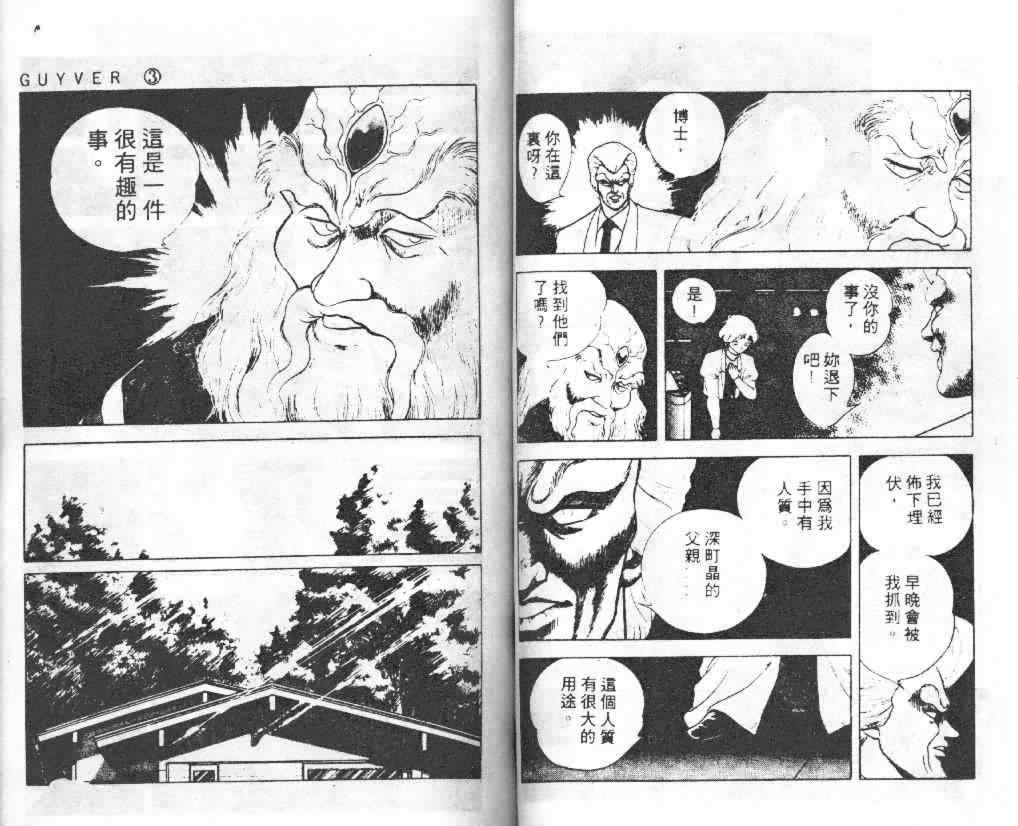 博士，
你在這
裏呀？
沒你的
事了，
妳退下
吧！
是！
找到他們
了嗎？
我已經
佈下埋
伏，
早晚會被
我抓到。
因爲我
手中有
人質。
深町晶的
父親……
這個人質
有很大的
用途。
GUYVER ③
這是一件
很有趣的
事。